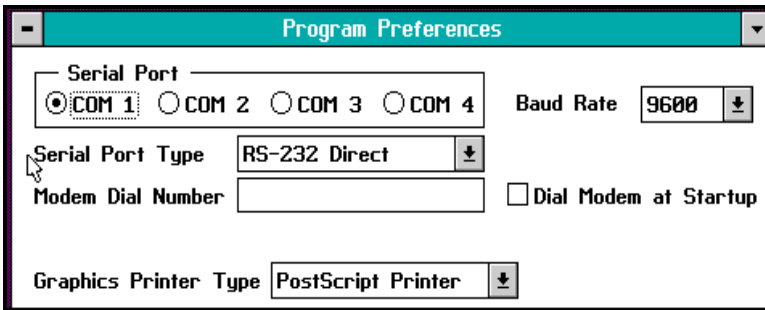 Program Preferences
Serial Port
COM 1 COM 2 COM 3 COM 4 Baud Rate 9600
Serial Port Type RS-232 Direct
Modem Dial Number Dial Modem at Startup
Graphics Printer Type PostScript Printer